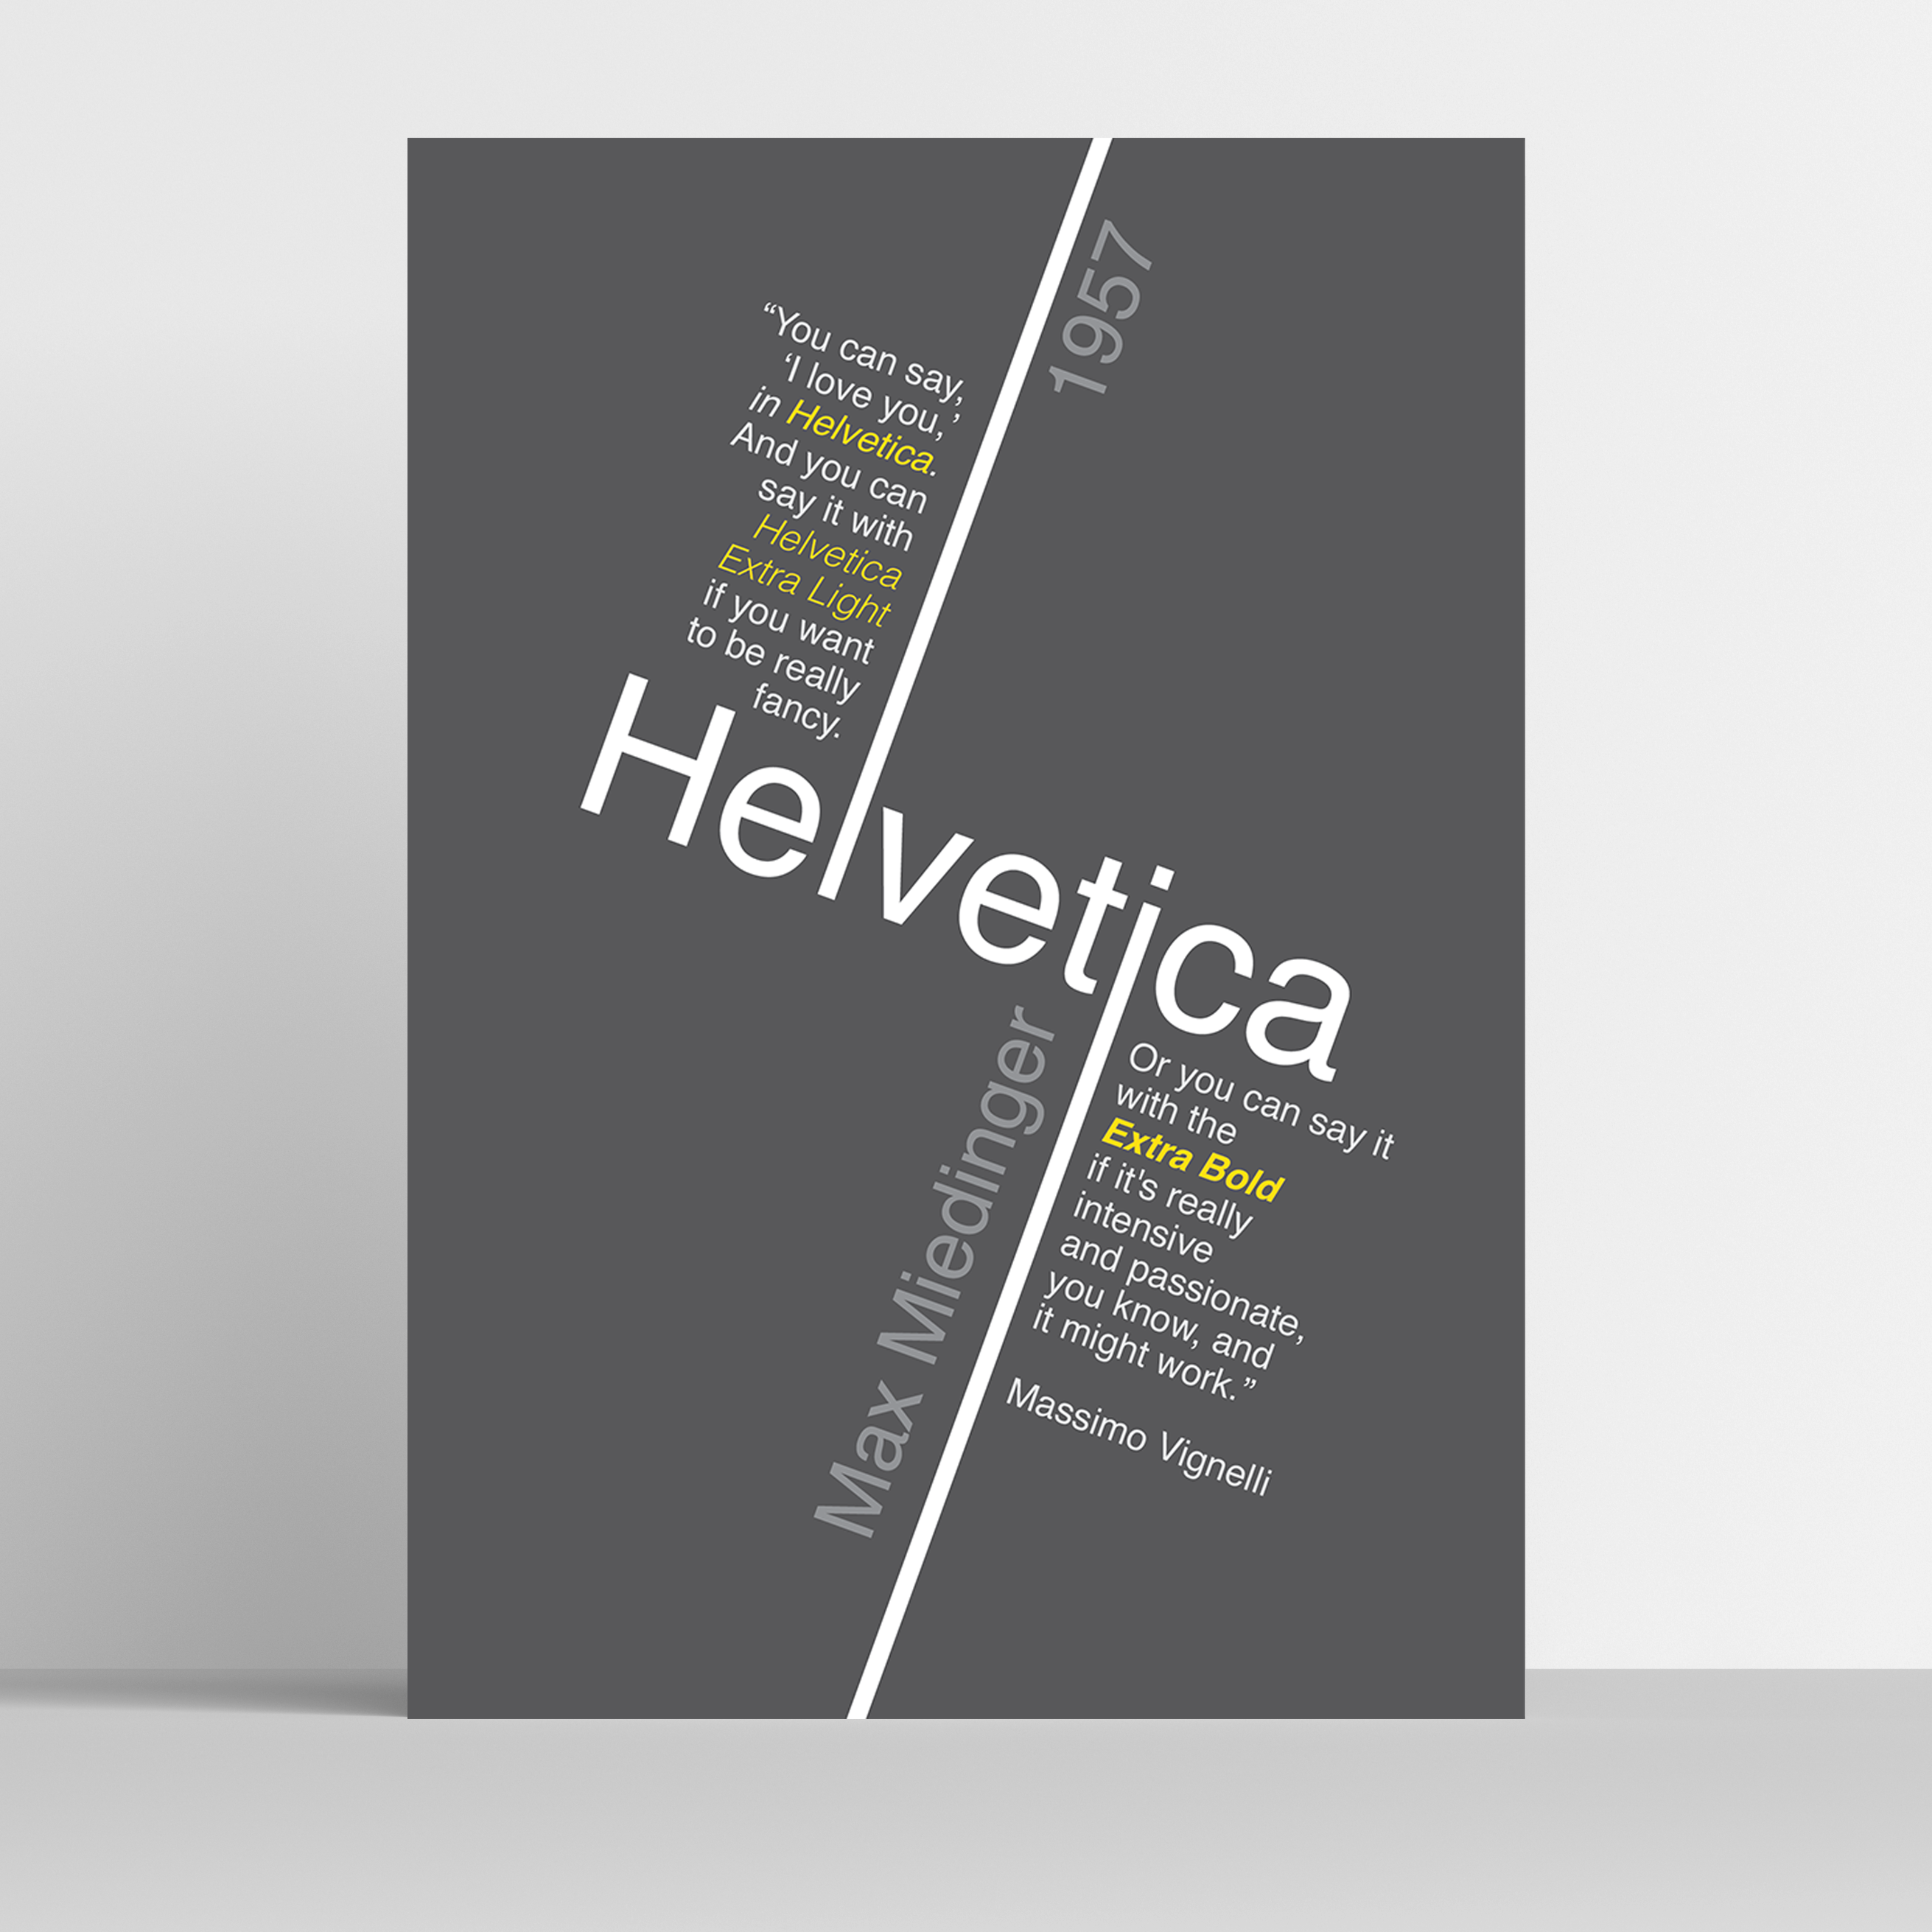 1957
“You can say,
‘I love you,’
in Helvetica.
And you can
say it with
Helvetica
Extra Light
if you want
to be really
fancy.
Helvetica
Max Miedinger
Or you can say it
with the
Extra Bold
if it's really
intensive
and passionate,
you know, and
it might work.”
Massimo Vignelli